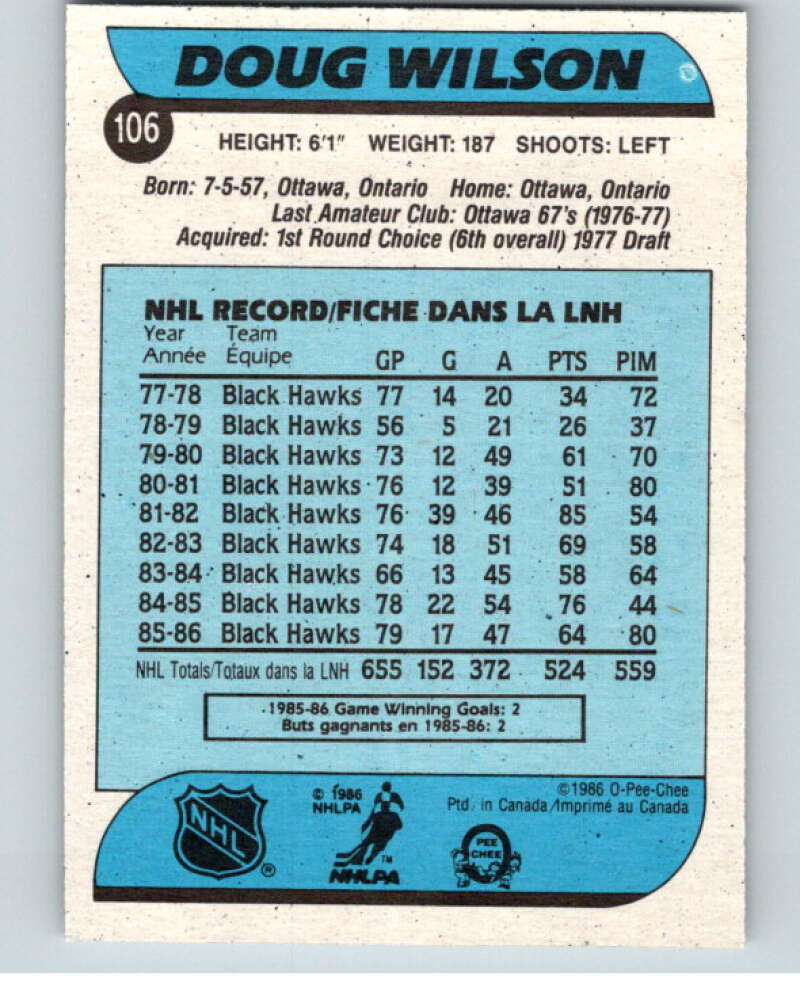 DOUG WILSON
106
HEIGHT: 6'1" WEIGHT: 187 SHOOTS: LEFT
Born: 7-5-57, Ottawa, Ontario Home: Ottawa, Ontario
Last Amateur Club: Ottawa 67's (1976-77)
Acquired: 1st Round Choice (6th overall) 1977 Draft
NHL RECORD/FICHE DANS LA LNH
Year Team
Année Équipe GP G A PTS PIM
77-78 Black Hawks 77 14 20 34 72
78-79 Black Hawks 56 5 21 26 37
79-80 Black Hawks 73 12 49 61 70
80-81 Black Hawks 76 12 39 51 80
81-82 Black Hawks 76 39 46 85 54
82-83 Black Hawks 74 18 51 69 58
83-84 Black Hawks 66 13 45 58 64
84-85 Black Hawks 78 22 54 76 44
85-86 Black Hawks 79 17 47 64 80
NHL Totals/Totaux dans la LNH 655 152 372 524 559
1985-86 Game Winning Goals: 2
Buts gagnants en 1985-86: 2
NHL ®
© 1986
NHLPA
TM
NHLPA
©1986 O-Pee-Chee
Ptd. in Canada/Imprimé au Canada
PEE
CHEE